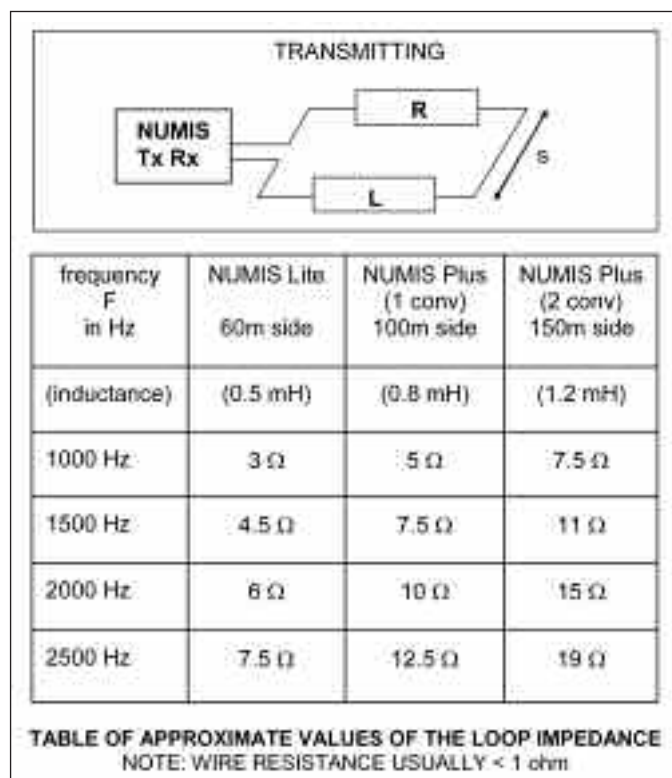 TRANSMITTING
NUMIS
Tx Rx
R
L
S
frequency
F
in Hz
NUMIS Lite
60m side
NUMIS Plus
(1 conv)
100m side
NUMIS Plus
(2 conv)
150m side
(inductance) (0.5 mH) (0.8 mH) (1.2 mH)
1000 Hz 3 Ω 5 Ω 7.5 Ω
1500 Hz 4.5 Ω 7.5 Ω 11 Ω
2000 Hz 6 Ω 10 Ω 15 Ω
2500 Hz 7.5 Ω 12.5 Ω 19 Ω
TABLE OF APPROXIMATE VALUES OF THE LOOP IMPEDANCE
NOTE: WIRE RESISTANCE USUALLY < 1 ohm